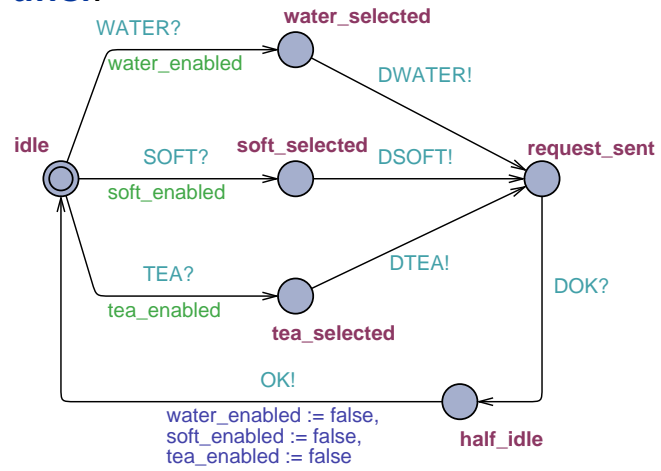 water_selected
WATER?
water_enabled
DWATER!
idle
SOFT?
soft_selected
DSOFT!
request_sent
soft_enabled
TEA?
DTEA!
DOK?
tea_enabled
tea_selected
OK!
water_enabled := false,
soft_enabled := false,
tea_enabled := false
half_idle